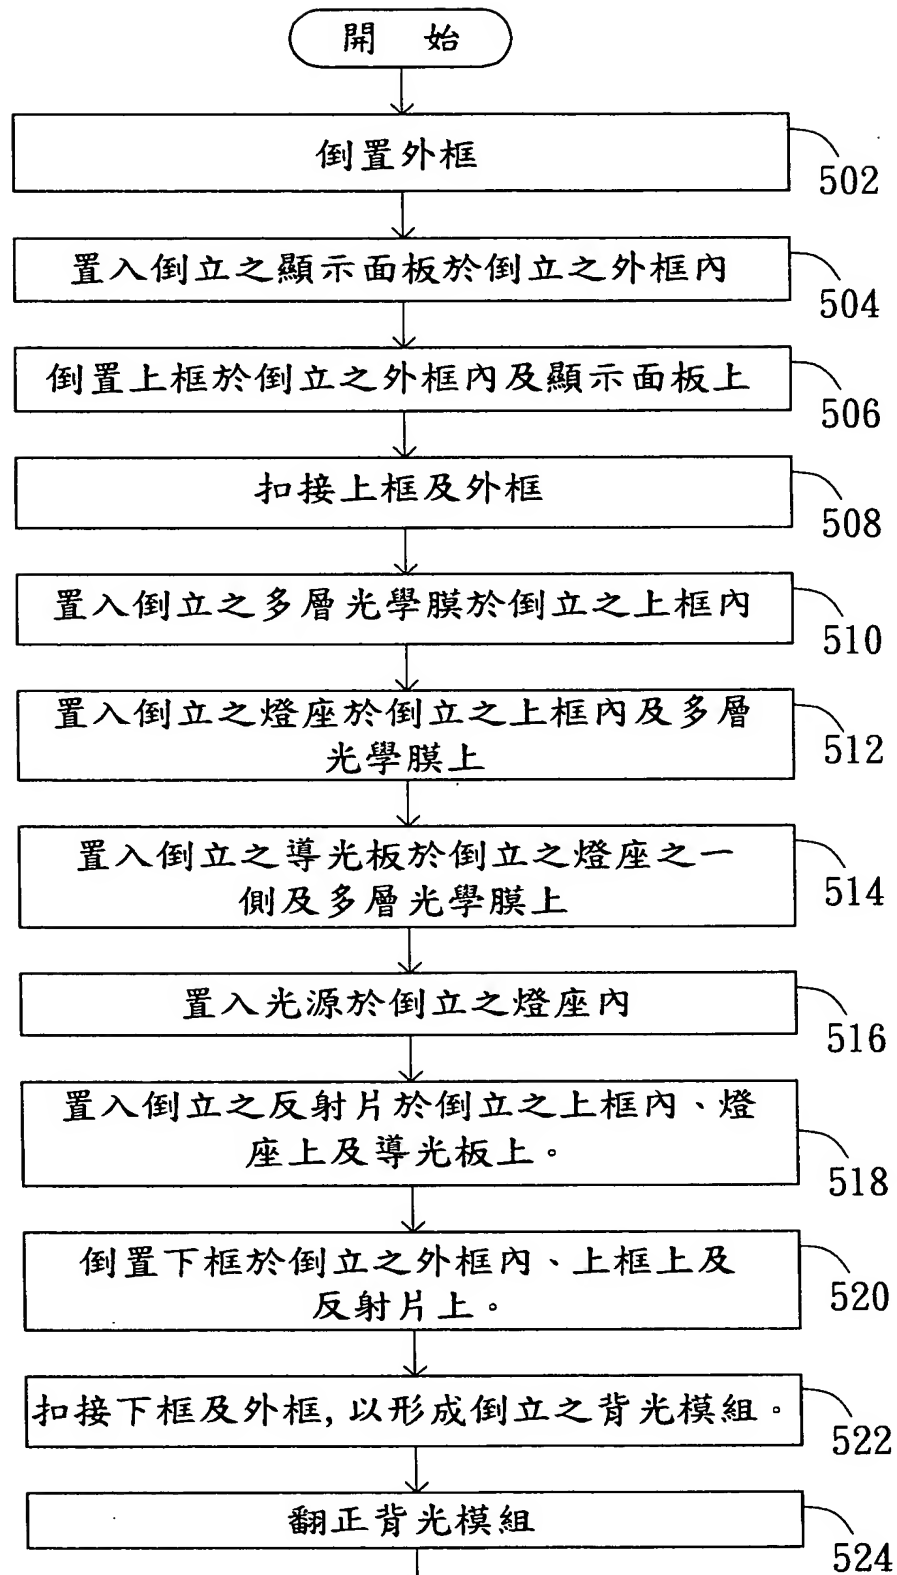 開 始
倒置外框
502
置入倒立之顯示面板於倒立之外框內
504
倒置上框於倒立之外框內及顯示面板上
506
扣接上框及外框
508
置入倒立之多層光學膜於倒立之上框內
510
置入倒立之燈座於倒立之上框內及多層
光學膜上
512
置入倒立之導光板於倒立之燈座之一
側及多層光學膜上
514
置入光源於倒立之燈座內
516
置入倒立之反射片於倒立之上框內、燈
座上及導光板上。
518
倒置下框於倒立之外框內、上框上及
反射片上。
520
扣接下框及外框,以形成倒立之背光模組。
522
翻正背光模組
524